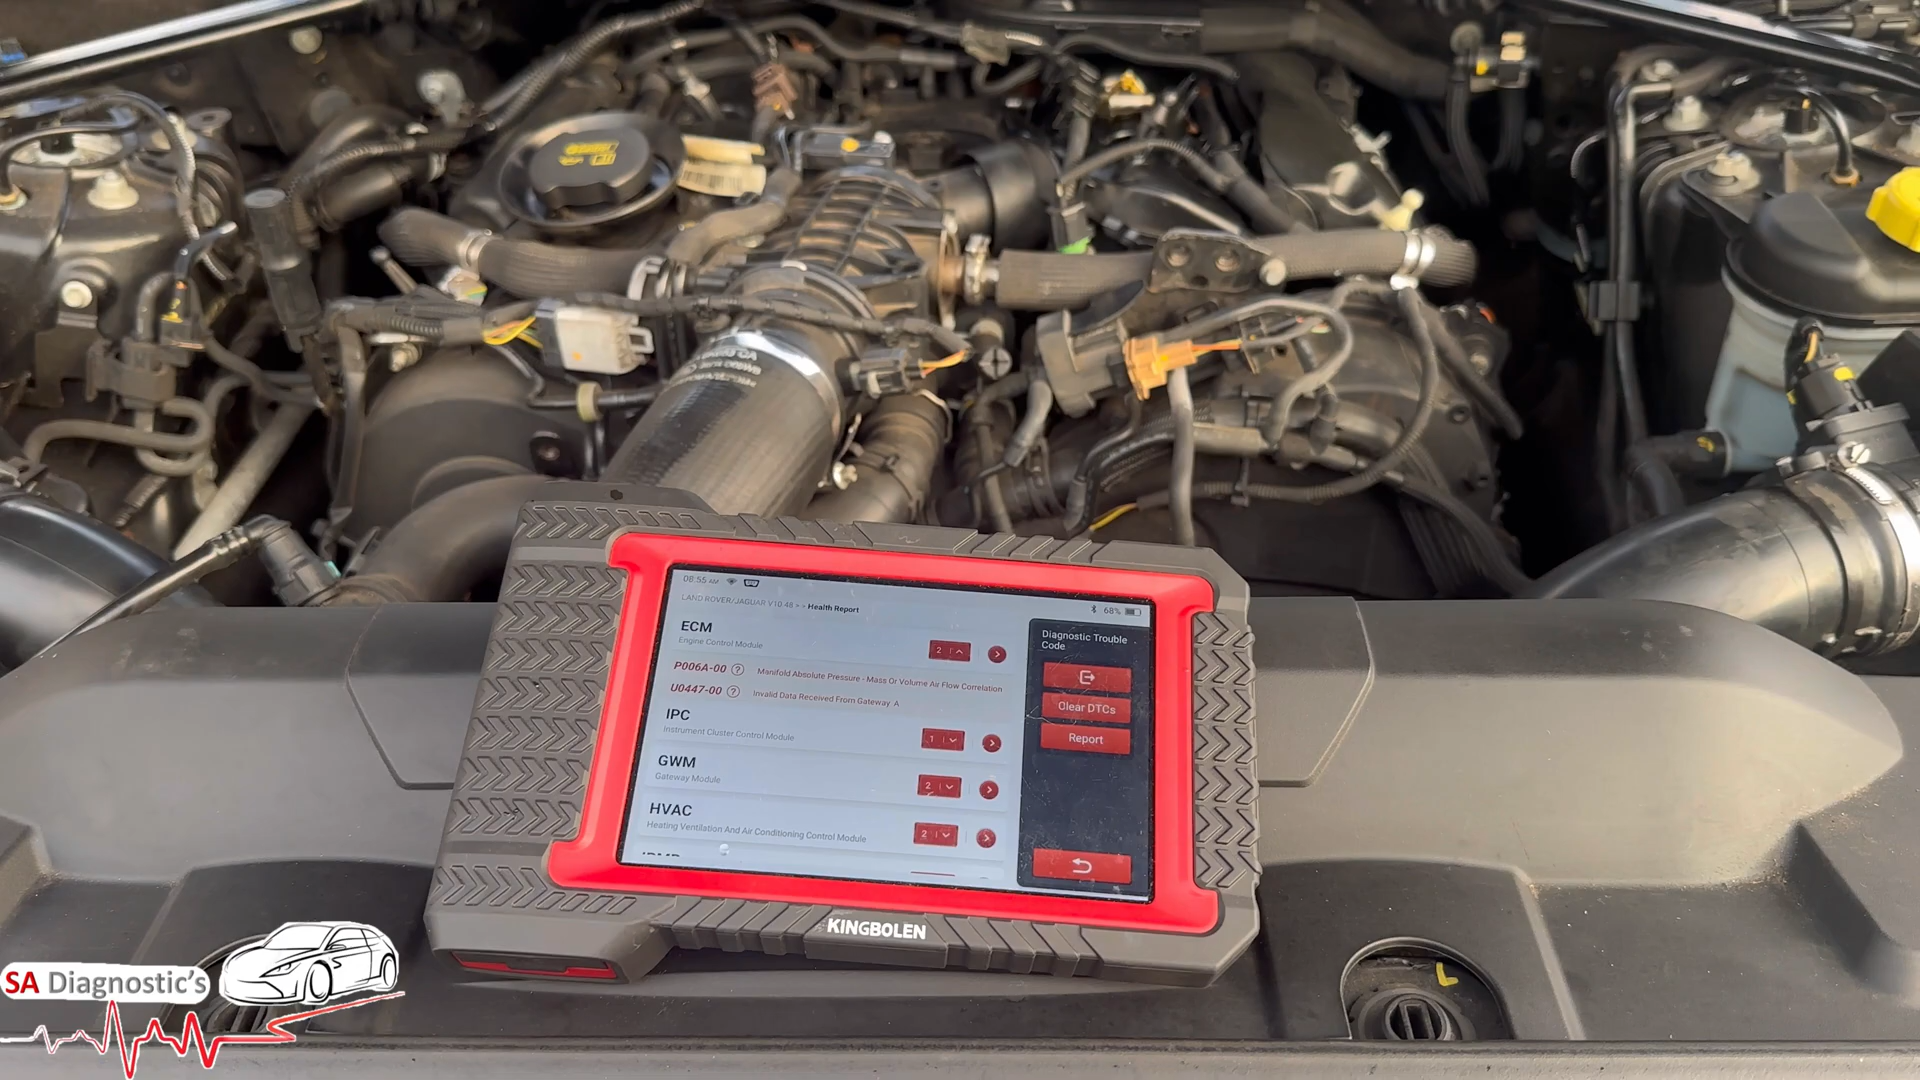 08:55 AM
68%
LAND ROVER/JAGUAR V10.48 > Health Report
ECM
Engine Control Module
2
P006A-00 ? Manifold Absolute Pressure - Mass Or Volume Air Flow Correlation
U0447-00 ? Invalid Data Received From Gateway A
IPC
Instrument Cluster Control Module
1
GWM
Gateway Module
2
HVAC
Heating Ventilation And Air Conditioning Control Module
2
Diagnostic Trouble
Code
Clear DTCs
Report
KINGBOLEN
SA Diagnostic's